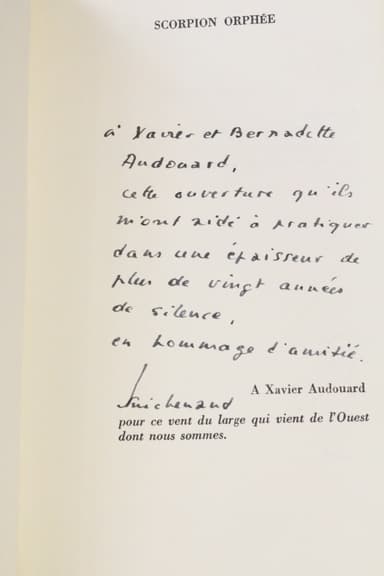 SCORPION ORPHÉE
à Xavier et Bernadette
Audouard,
cette ouverture qu'ils
m'ont aidé à pratiquer
dans une épaisseur de
plus de vingt années
de silence,
en hommage d'amitié.
A Xavier Audouard
pour ce vent du large qui vient de l'Ouest
dont nous sommes.